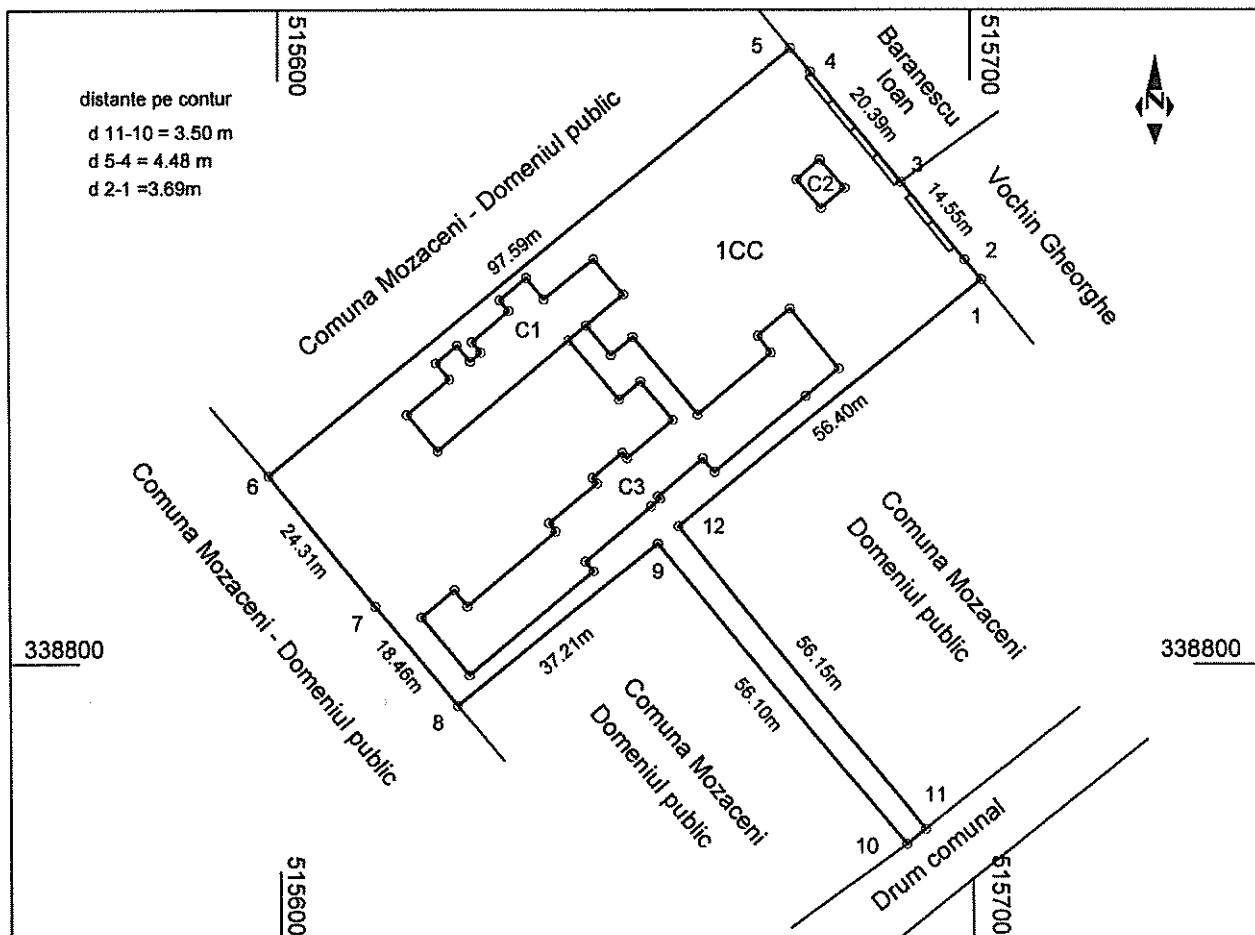 515600
5
4
Baranescu
Ioan
515700
N
distante pe contur
d 11-10 = 3.50 m
d 5-4 = 4.48 m
d 2-1 =3.69m
20.39m
3
Comuna Mozaceni - Domeniul public
97.59m
C2
14.55m
Vochin Gheorghe
1CC
2
1
C1
56.40m
6
C3
12
9
Comuna Mozaceni - Domeniul public
24.31m
7
18.46m
8
37.21m
Comuna Mozaceni
Domeniul public
338800
338800
56.15m
56.10m
Comuna Mozaceni
Domeniul public
11
10
Drum comunal
515600
515700